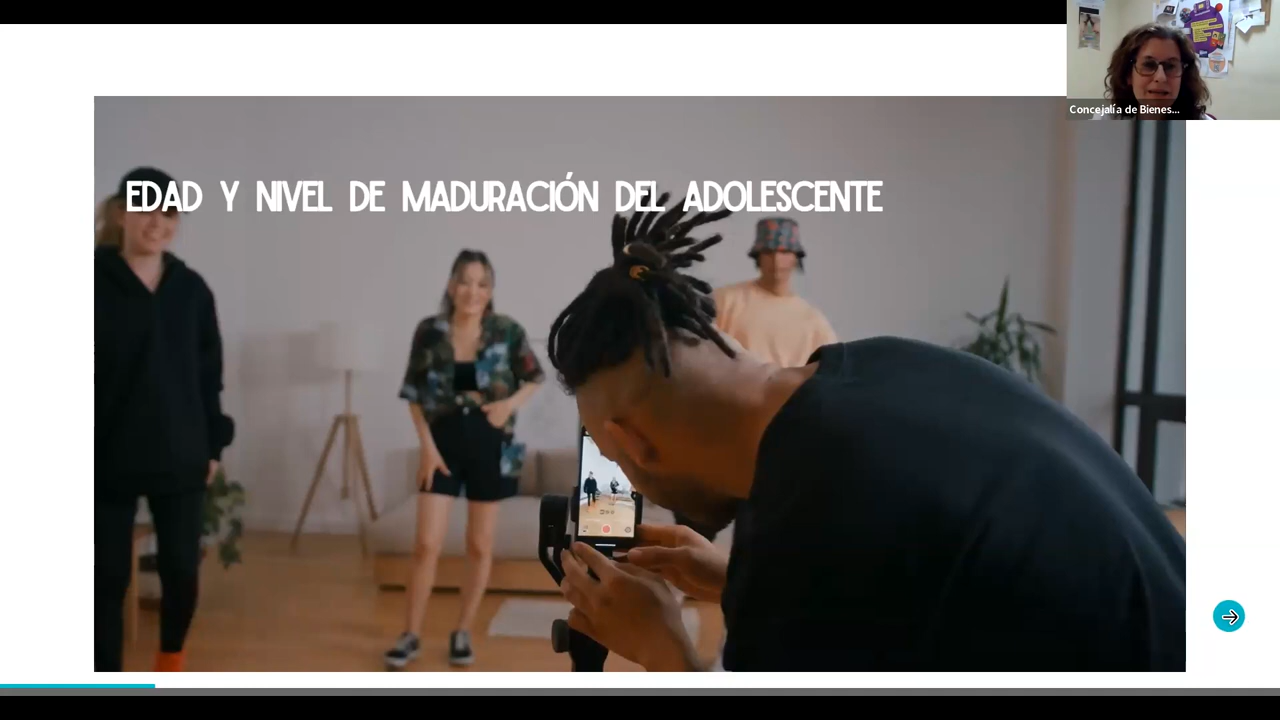 EDAD Y NIVEL DE MADURACIÓN DEL ADOLESCENTE
Concejalía de Bienes...